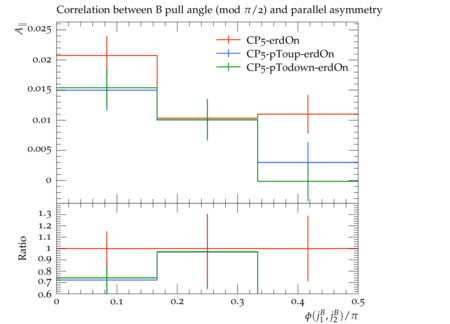 Correlation between B pull angle (mod π/2) and parallel asymmetry
A∥
0.025
0.02
0.015
0.01
0.005
0
CP5-erdOn
CP5-pT0up-erdOn
CP5-pT0down-erdOn
Ratio
1.3
1.2
1.1
1
0.9
0.8
0.7
0.6
0 0.1 0.2 0.3 0.4 0.5
ϕ(j₁ᴮ, j₂ᴮ)/π